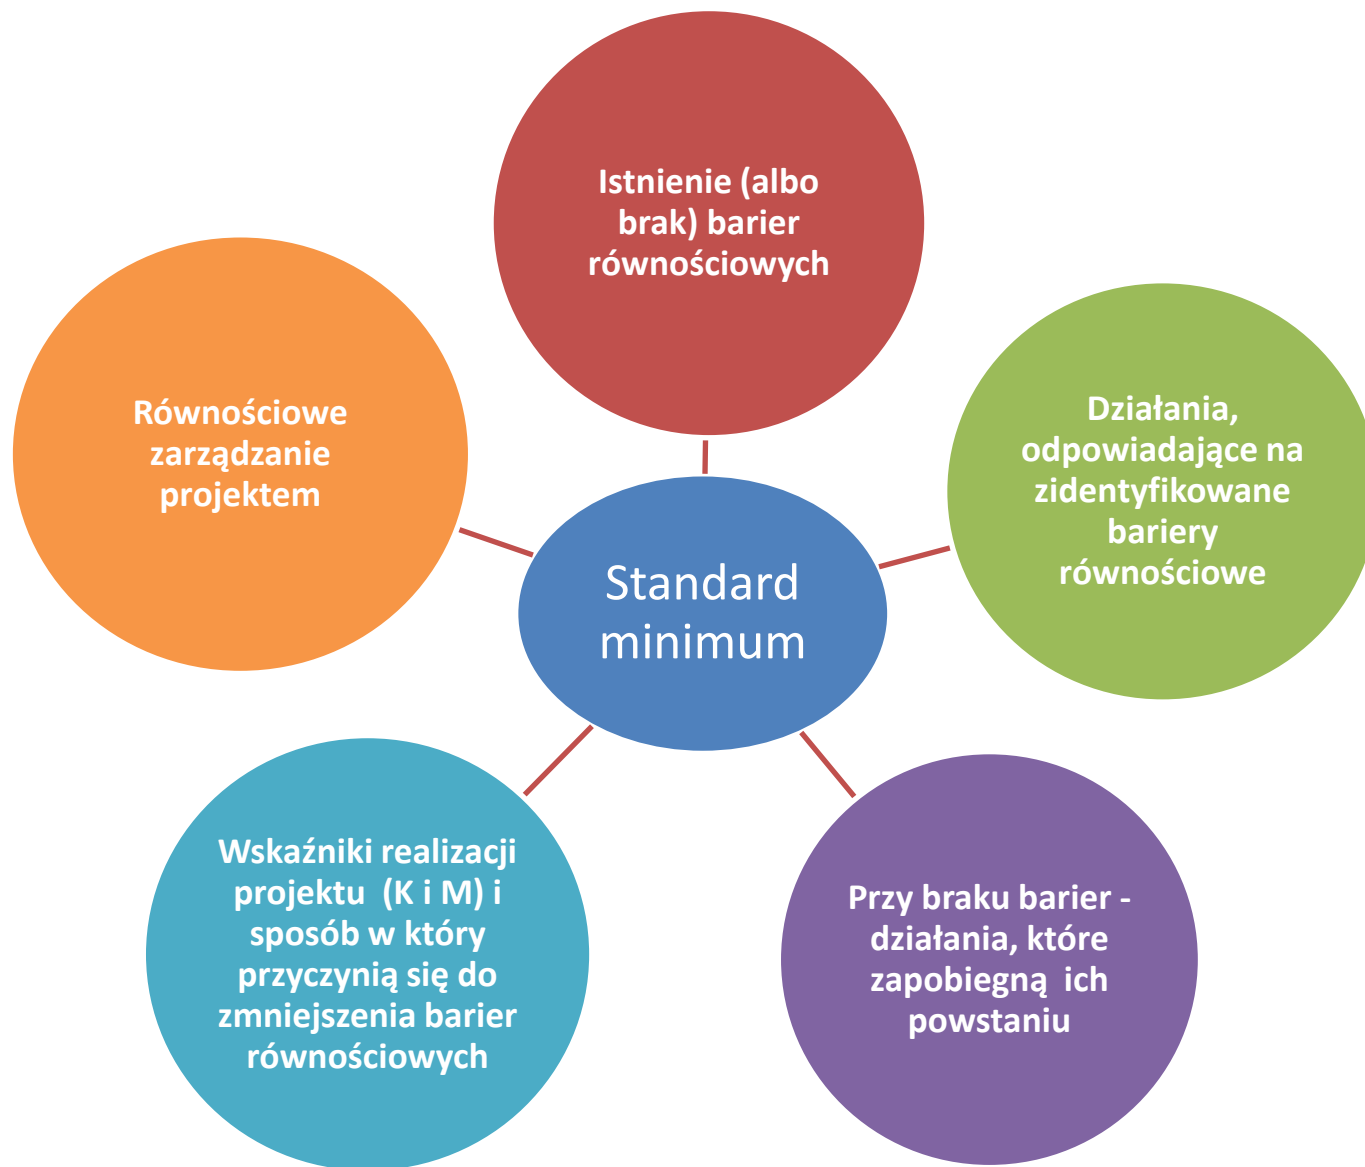 Istnienie (albo
brak) barier
równościowych
Działania,
odpowiadające na
zidentyfikowane
bariery
równościowe
Przy braku barier -
działania, które
zapobiegną  ich
powstaniu
Wskaźniki realizacji
projektu  (K i M) i
sposób w który
przyczynią się do
zmniejszenia barier
równościowych
Równościowe
zarządzanie
projektem
Standard
minimum